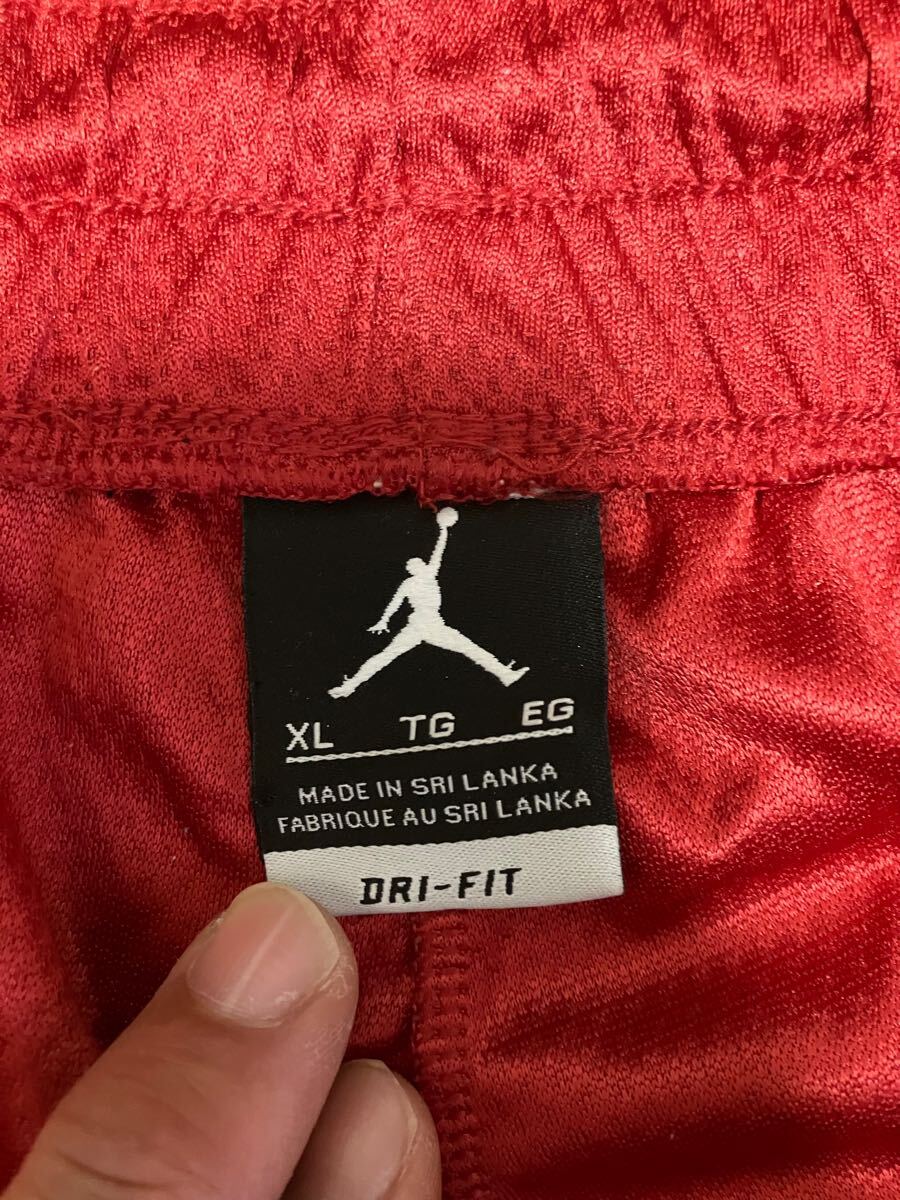 XL TG EG
MADE IN SRI LANKA
FABRIQUE AU SRI LANKA
DRI-FIT